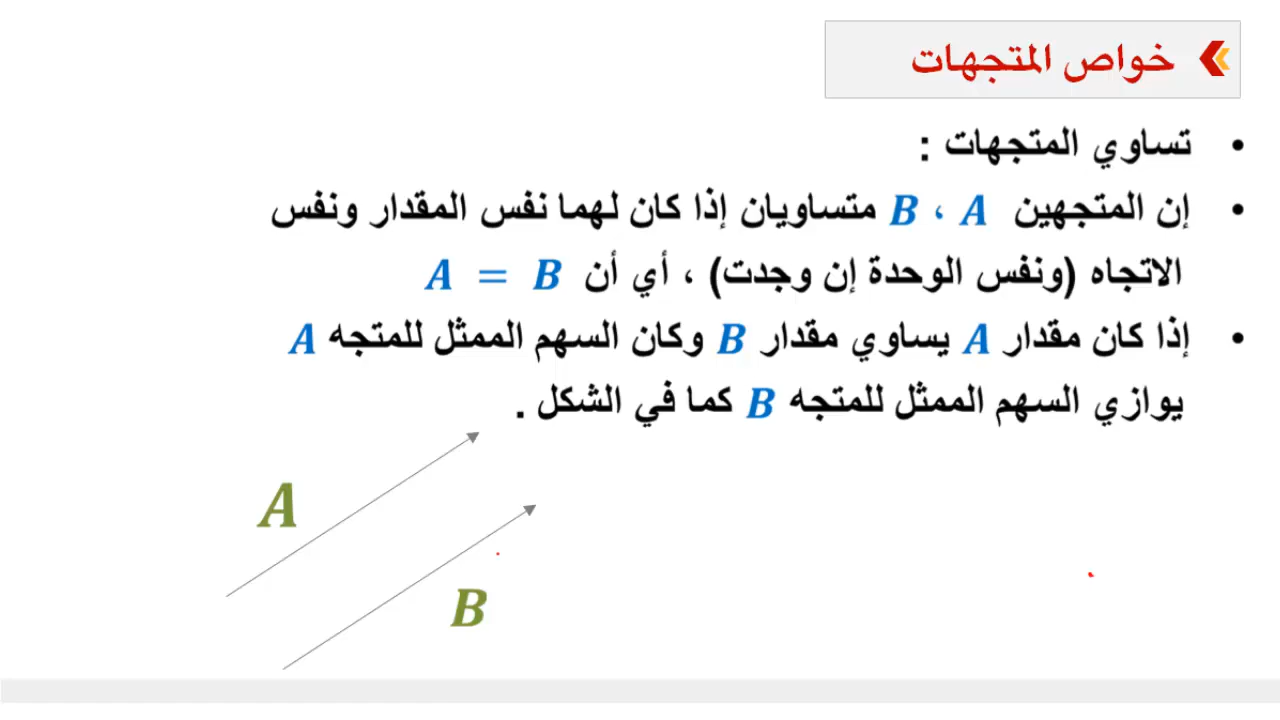 خواص المتجهات
• تساوي المتجهات :
• إن المتجهين A ، B متساويان إذا كان لهما نفس المقدار ونفس
الاتجاه (ونفس الوحدة إن وجدت) ، أي أن A = B
• إذا كان مقدار A يساوي مقدار B وكان السهم الممثل للمتجه A
يوازي السهم الممثل للمتجه B كما في الشكل .
A
B